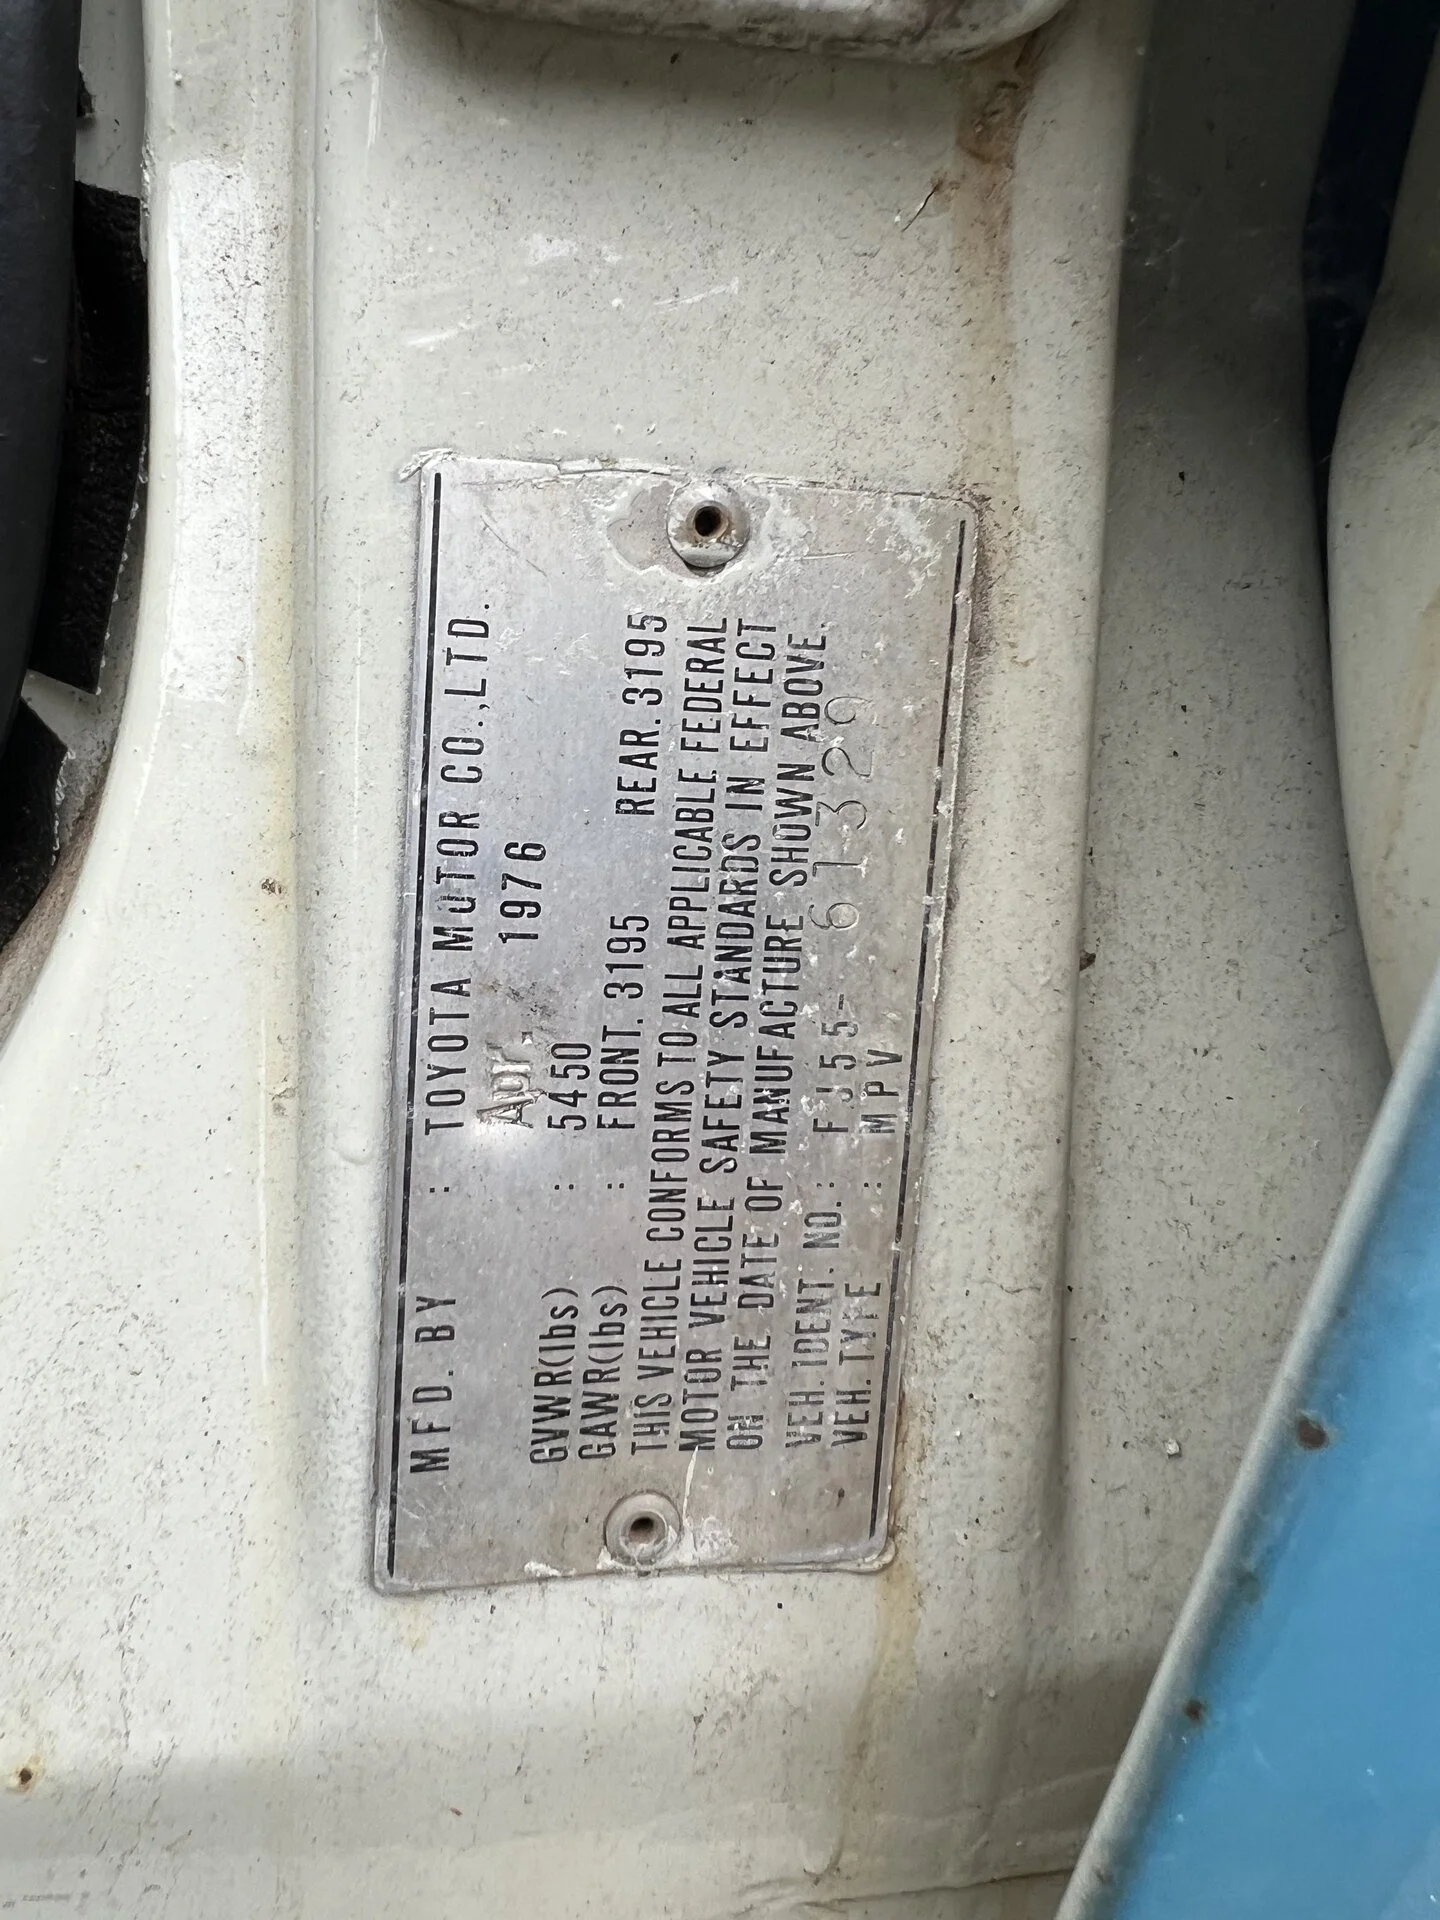 MFD. BY : TOYOTA MOTOR CO.,LTD.
Apr. 1976
GVWR(lbs) : 5450
GAWR(lbs) : FRONT. 3195 REAR. 3195
THIS VEHICLE CONFORMS TO ALL APPLICABLE FEDERAL
MOTOR VEHICLE SAFETY STANDARDS IN EFFECT
ON THE DATE OF MANUFACTURE SHOWN ABOVE.
VEH. IDENT. NO. : FJ55- 61329
VEH. TYPE : MPV